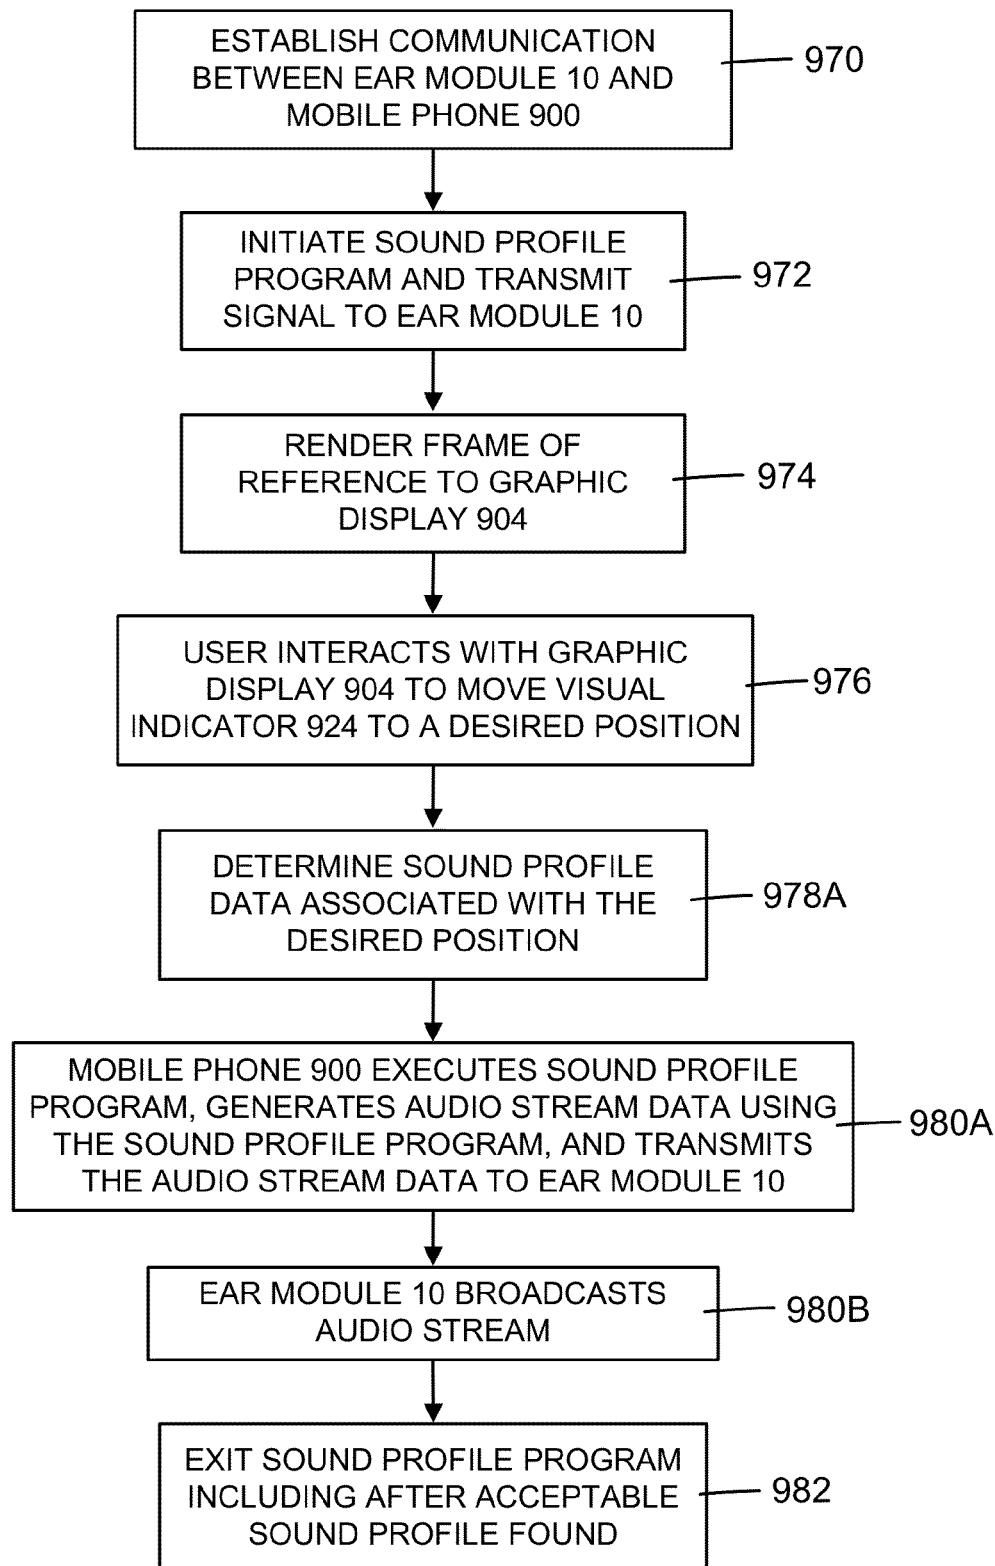 ESTABLISH COMMUNICATION
BETWEEN EAR MODULE 10 AND
MOBILE PHONE 900
970
INITIATE SOUND PROFILE
PROGRAM AND TRANSMIT
SIGNAL TO EAR MODULE 10
972
RENDER FRAME OF
REFERENCE TO GRAPHIC
DISPLAY 904
974
USER INTERACTS WITH GRAPHIC
DISPLAY 904 TO MOVE VISUAL
INDICATOR 924 TO A DESIRED POSITION
976
DETERMINE SOUND PROFILE
DATA ASSOCIATED WITH THE
DESIRED POSITION
978A
MOBILE PHONE 900 EXECUTES SOUND PROFILE
PROGRAM, GENERATES AUDIO STREAM DATA USING
THE SOUND PROFILE PROGRAM, AND TRANSMITS
THE AUDIO STREAM DATA TO EAR MODULE 10
980A
EAR MODULE 10 BROADCASTS
AUDIO STREAM
980B
EXIT SOUND PROFILE PROGRAM
INCLUDING AFTER ACCEPTABLE
SOUND PROFILE FOUND
982